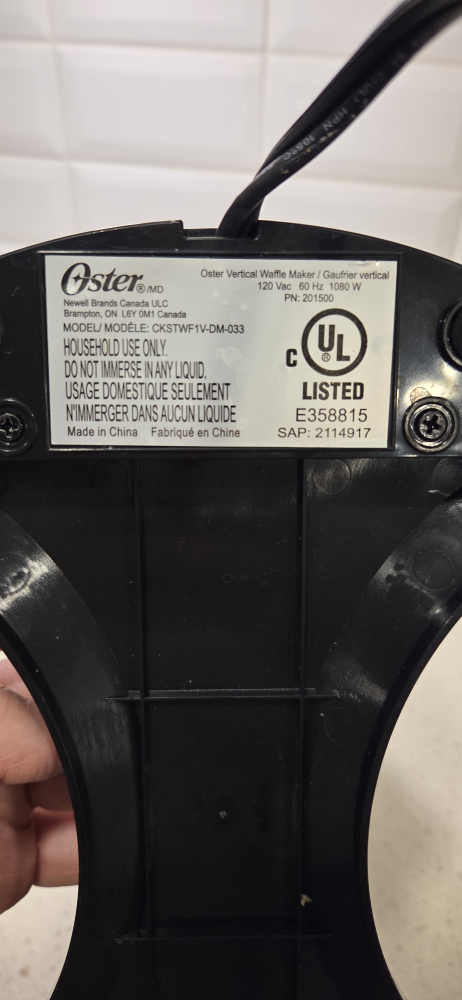 Oster®/MD
Oster Vertical Waffle Maker / Gaufrier vertical
120 Vac 60 Hz 1080 W
PN: 201500
Newell Brands Canada ULC
Brampton, ON L6Y 0M1 Canada
MODEL/ MODÈLE: CKSTWF1V-DM-033
HOUSEHOLD USE ONLY.
DO NOT IMMERSE IN ANY LIQUID.
USAGE DOMESTIQUE SEULEMENT
N'IMMERGER DANS AUCUN LIQUIDE
Made in China Fabriqué en Chine
C UL ®
LISTED
E358815
SAP: 2114917
HPN